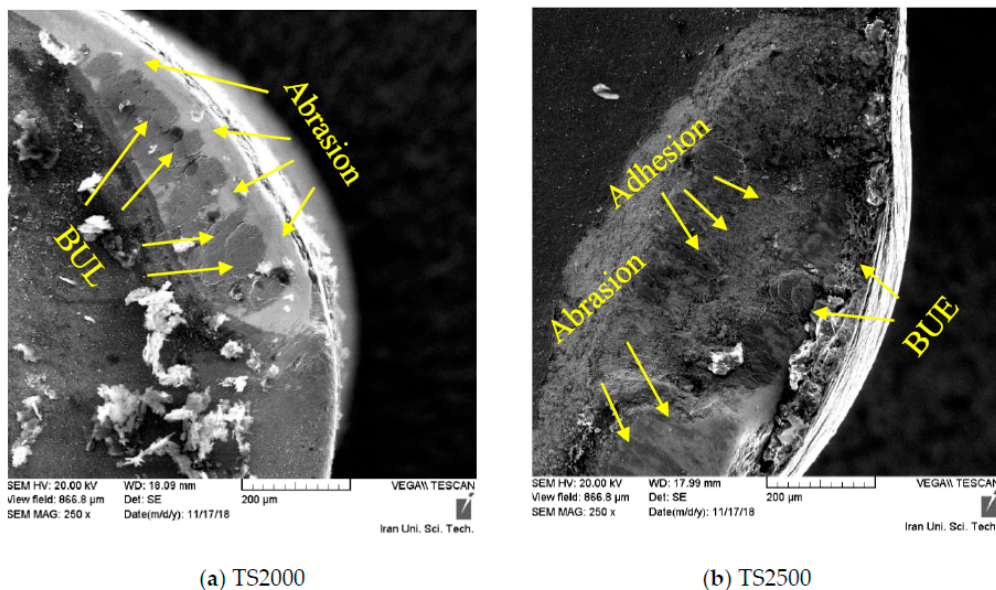 Abrasion
BUL
SEM HV: 20.00 kV WD: 18.09 mm VEGA\\ TESCAN
View field: 866.8 µm Det: SE 200 µm
SEM MAG: 250 x Date(m/d/y): 11/17/18
Iran Uni. Sci. Tech.
(a) TS2000
Adhesion
Abrasion
BUE
SEM HV: 20.00 kV WD: 17.99 mm VEGA\\ TESCAN
View field: 866.8 µm Det: SE 200 µm
SEM MAG: 250 x Date(m/d/y): 11/17/18
Iran Uni. Sci. Tech.
(b) TS2500